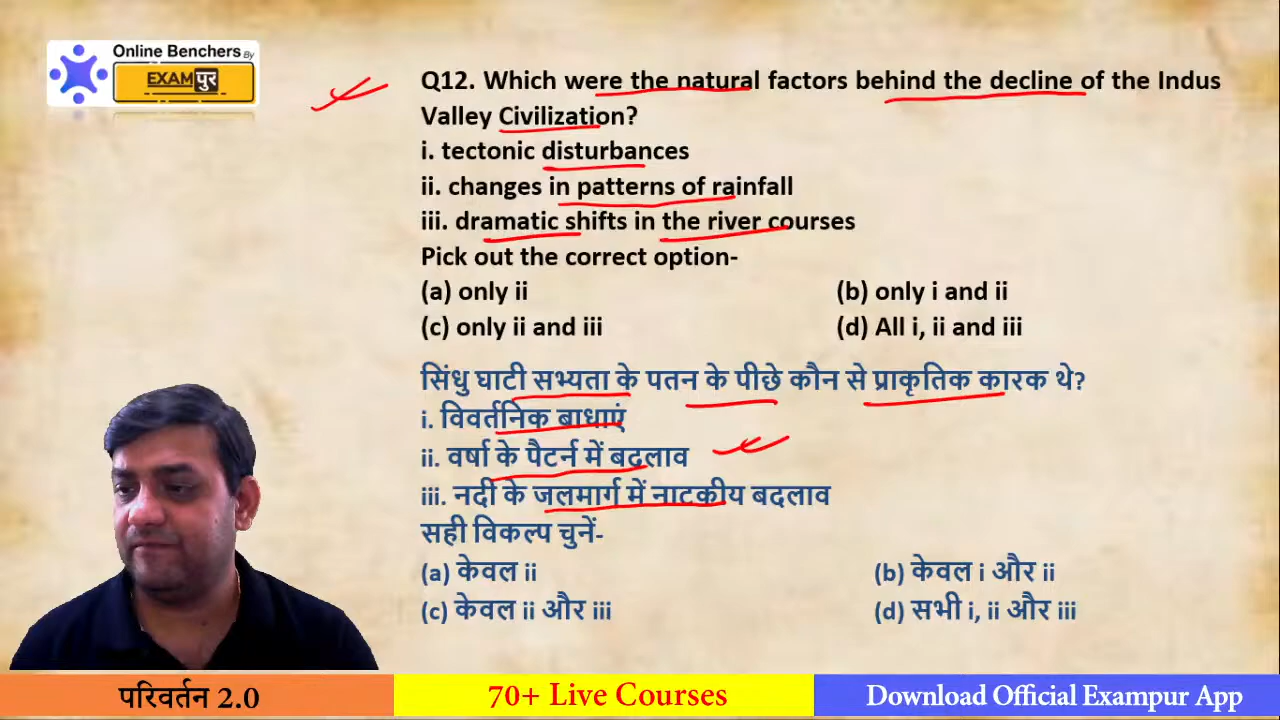 Online Benchers By
EXAMपुर
Q12. Which were the natural factors behind the decline of the Indus
Valley Civilization?
i. tectonic disturbances
ii. changes in patterns of rainfall
iii. dramatic shifts in the river courses
Pick out the correct option-
(a) only ii (b) only i and ii
(c) only ii and iii (d) All i, ii and iii
सिंधु घाटी सभ्यता के पतन के पीछे कौन से प्राकृतिक कारक थे?
i. विवर्तनिक बाधाएं
ii. वर्षा के पैटर्न में बदलाव
iii. नदी के जलमार्ग में नाटकीय बदलाव
सही विकल्प चुनें-
(a) केवल ii (b) केवल i और ii
(c) केवल ii और iii (d) सभी i, ii और iii
परिवर्तन 2.0 70+ Live Courses Download Official Exampur App